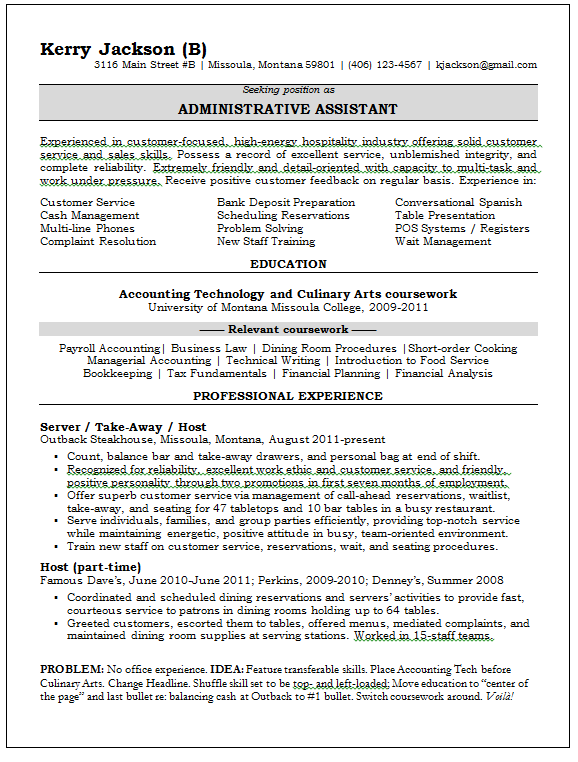 Kerry Jackson (B)
3116 Main Street #B | Missoula, Montana 59801 | (406) 123-4567 | kjackson@gmail.com
Seeking position as
ADMINISTRATIVE ASSISTANT
Experienced in customer-focused, high-energy hospitality industry offering solid customer
service and sales skills. Possess a record of excellent service, unblemished integrity, and
complete reliability. Extremely friendly and detail-oriented with capacity to multi-task and
work under pressure. Receive positive customer feedback on regular basis. Experience in:
Customer Service Bank Deposit Preparation Conversational Spanish
Cash Management Scheduling Reservations Table Presentation
Multi-line Phones Problem Solving POS Systems / Registers
Complaint Resolution New Staff Training Wait Management
EDUCATION
Accounting Technology and Culinary Arts coursework
University of Montana Missoula College, 2009-2011
—— Relevant coursework ——
Payroll Accounting| Business Law | Dining Room Procedures |Short-order Cooking
Managerial Accounting | Technical Writing | Introduction to Food Service
Bookkeeping | Tax Fundamentals | Financial Planning | Financial Analysis
PROFESSIONAL EXPERIENCE
Server / Take-Away / Host
Outback Steakhouse, Missoula, Montana, August 2011-present
▪ Count, balance bar and take-away drawers, and personal bag at end of shift.
▪ Recognized for reliability, excellent work ethic and customer service, and friendly,
positive personality through two promotions in first seven months of employment.
▪ Offer superb customer service via management of call-ahead reservations, waitlist,
take-away, and seating for 47 tabletops and 10 bar tables in a busy restaurant.
▪ Serve individuals, families, and group parties efficiently, providing top-notch service
while maintaining energetic, positive attitude in busy, team-oriented environment.
▪ Train new staff on customer service, reservations, wait, and seating procedures.
Host (part-time)
Famous Dave's, June 2010-June 2011; Perkins, 2009-2010; Denney's, Summer 2008
▪ Coordinated and scheduled dining reservations and servers' activities to provide fast,
courteous service to patrons in dining rooms holding up to 64 tables.
▪ Greeted customers, escorted them to tables, offered menus, mediated complaints, and
maintained dining room supplies at serving stations. Worked in 15-staff teams.
PROBLEM: No office experience. IDEA: Feature transferable skills. Place Accounting Tech before
Culinary Arts. Change Headline. Shuffle skill set to be top- and left-loaded; Move education to “center of
the page” and last bullet re: balancing cash at Outback to #1 bullet. Switch coursework around. Voilà!